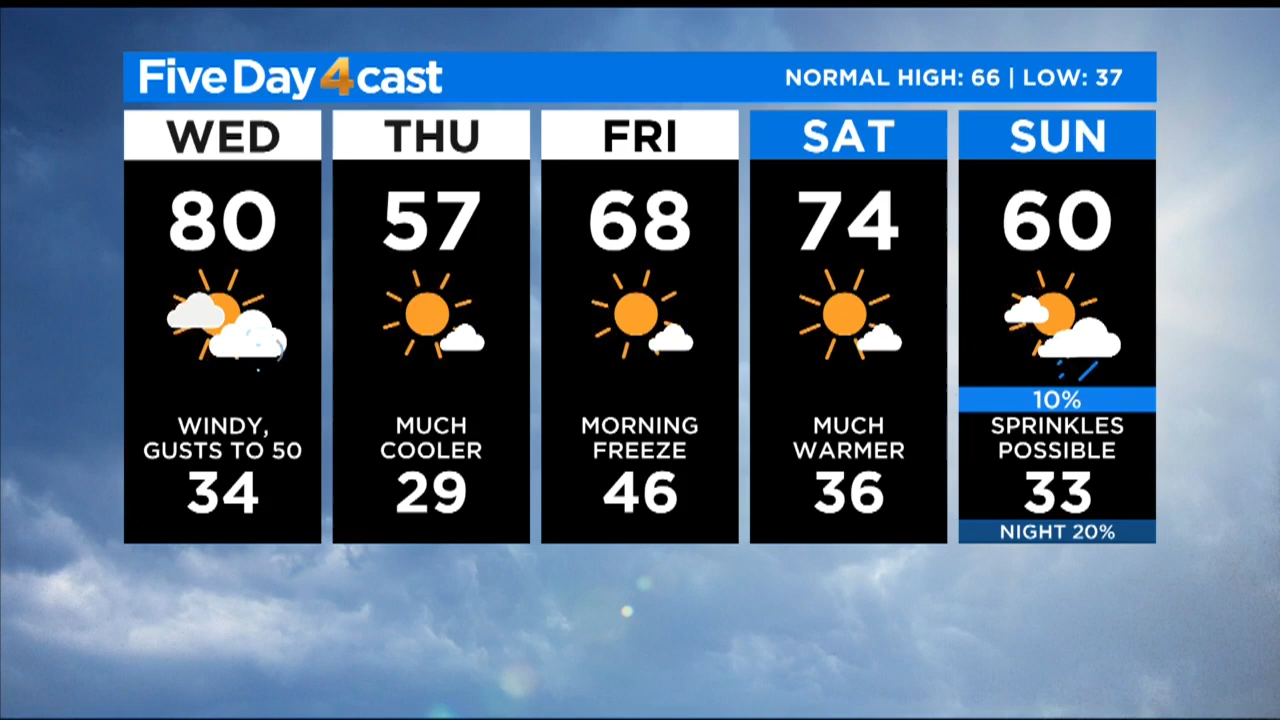 Five Day 4cast
NORMAL HIGH: 66 | LOW: 37
WED
80
WINDY,
GUSTS TO 50
34
THU
57
MUCH
COOLER
29
FRI
68
MORNING
FREEZE
46
SAT
74
MUCH
WARMER
36
SUN
60
10%
SPRINKLES
POSSIBLE
33
NIGHT 20%